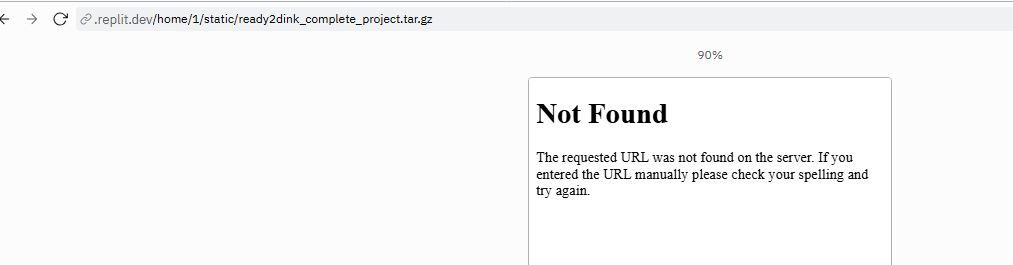 .replit.dev/home/1/static/ready2dink_complete_project.tar.gz
90%
Not Found
The requested URL was not found on the server. If you
entered the URL manually please check your spelling and
try again.